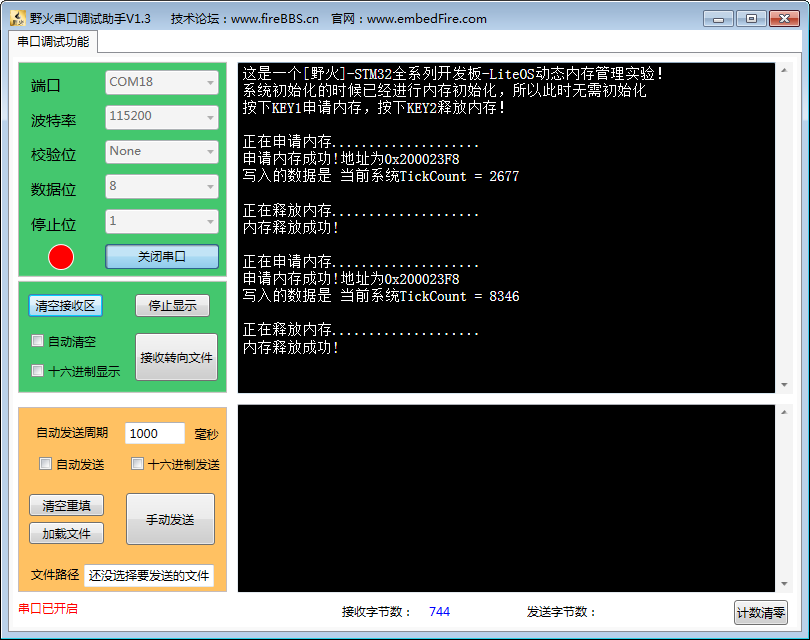 野火串口调试助手V1.3 技术论坛：www.fireBBS.cn 官网：www.embedFire.com
串口调试功能
端口 COM18
波特率 115200
校验位 None
数据位 8
停止位 1
关闭串口
清空接收区 停止显示
自动清空
接收转向文件
十六进制显示
这是一个[野火]-STM32全系列开发板-LiteOS动态内存管理实验!
系统初始化的时候已经进行内存初始化，所以此时无需初始化
按下KEY1申请内存，按下KEY2释放内存!
正在申请内存....................
申请内存成功!地址为0x200023F8
写入的数据是 当前系统TickCount = 2677
正在释放内存....................
内存释放成功!
正在申请内存....................
申请内存成功!地址为0x200023F8
写入的数据是 当前系统TickCount = 8346
正在释放内存....................
内存释放成功!
自动发送周期 1000 毫秒
自动发送 十六进制发送
清空重填
手动发送
加载文件
文件路径 还没选择要发送的文件
串口已开启 接收字节数： 744 发送字节数： 计数清零